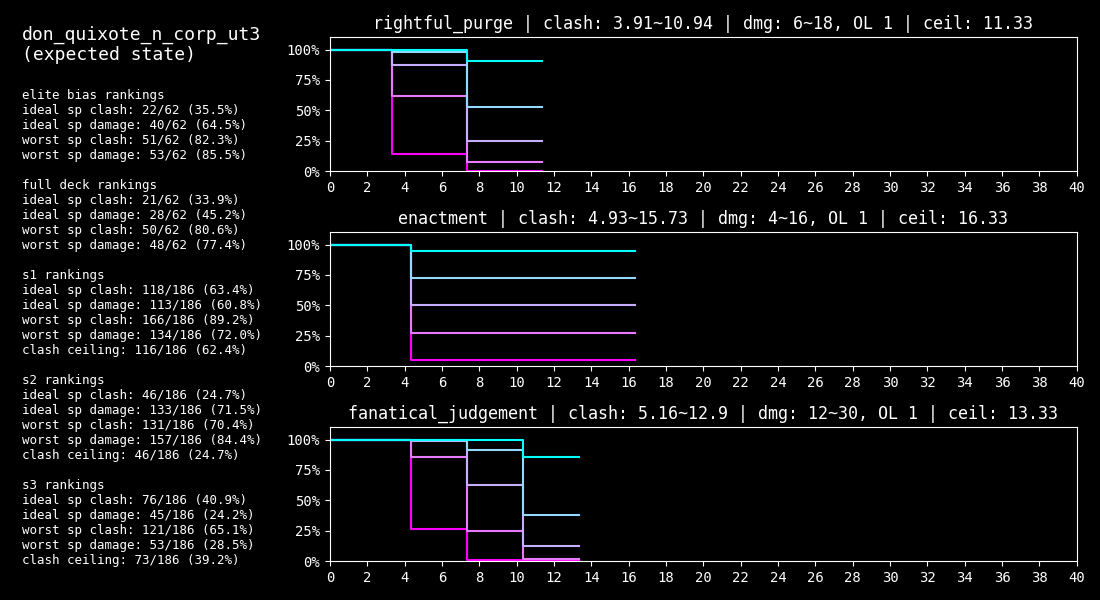 don_quixote_n_corp_ut3
(expected state)
elite bias rankings
ideal sp clash: 22/62 (35.5%)
ideal sp damage: 40/62 (64.5%)
worst sp clash: 51/62 (82.3%)
worst sp damage: 53/62 (85.5%)
full deck rankings
ideal sp clash: 21/62 (33.9%)
ideal sp damage: 28/62 (45.2%)
worst sp clash: 50/62 (80.6%)
worst sp damage: 48/62 (77.4%)
s1 rankings
ideal sp clash: 118/186 (63.4%)
ideal sp damage: 113/186 (60.8%)
worst sp clash: 166/186 (89.2%)
worst sp damage: 134/186 (72.0%)
clash ceiling: 116/186 (62.4%)
s2 rankings
ideal sp clash: 46/186 (24.7%)
ideal sp damage: 133/186 (71.5%)
worst sp clash: 131/186 (70.4%)
worst sp damage: 157/186 (84.4%)
clash ceiling: 46/186 (24.7%)
s3 rankings
ideal sp clash: 76/186 (40.9%)
ideal sp damage: 45/186 (24.2%)
worst sp clash: 121/186 (65.1%)
worst sp damage: 53/186 (28.5%)
clash ceiling: 73/186 (39.2%)
rightful_purge | clash: 3.91~10.94 | dmg: 6~18, OL 1 | ceil: 11.33
100%
75%
50%
25%
0%
0 2 4 6 8 10 12 14 16 18 20 22 24 26 28 30 32 34 36 38 40
enactment | clash: 4.93~15.73 | dmg: 4~16, OL 1 | ceil: 16.33
100%
75%
50%
25%
0%
0 2 4 6 8 10 12 14 16 18 20 22 24 26 28 30 32 34 36 38 40
fanatical_judgement | clash: 5.16~12.9 | dmg: 12~30, OL 1 | ceil: 13.33
100%
75%
50%
25%
0%
0 2 4 6 8 10 12 14 16 18 20 22 24 26 28 30 32 34 36 38 40